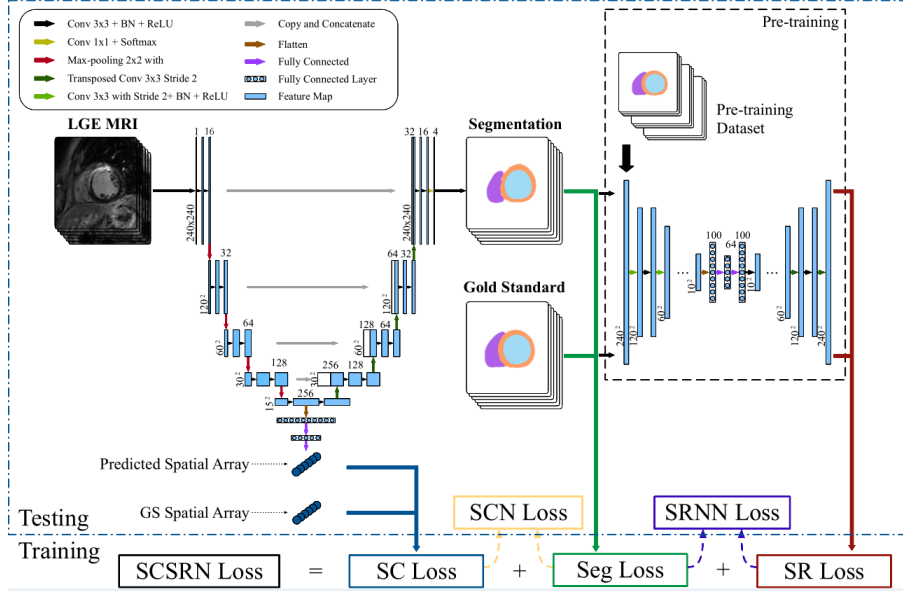 Pre-training
Conv 3x3 + BN + ReLU
Copy and Concatenate
Conv 1x1 + Softmax
Flatten
Max-pooling 2x2 with
Fully Connected
Transposed Conv 3x3 Stride 2
Fully Connected Layer
Conv 3x3 with Stride 2+ BN + ReLU
Feature Map
Pre-training
Dataset
LGE MRI
1 16
32 16 4
Segmentation
240x240
240x240
32
64 32
120²
120²
64
128 64
60²
60²
128
256 128
30²
30²
256
15²
Gold Standard
100 64 100
240²
120²
60²
10²
10²
60²
120²
240²
Predicted Spatial Array
GS Spatial Array
Testing
Training
SCN Loss
SRNN Loss
SCSRN Loss = SC Loss + Seg Loss + SR Loss